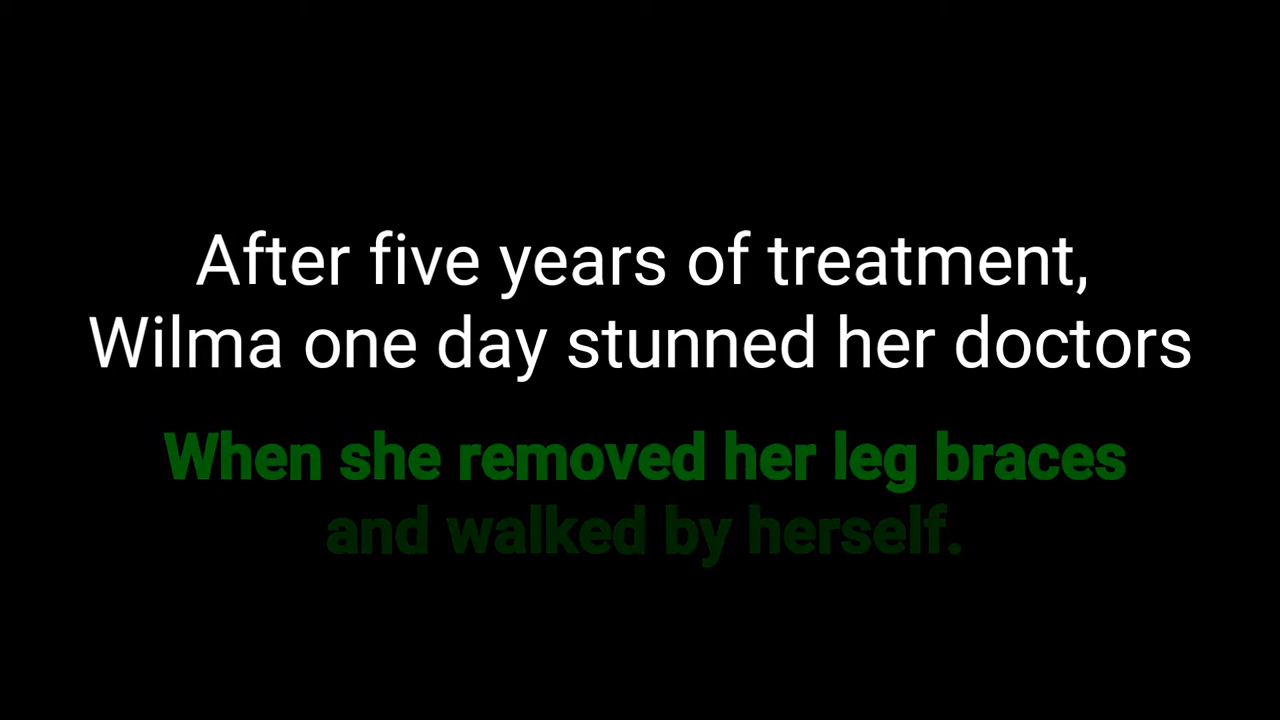 After five years of treatment,
Wilma one day stunned her doctors
When she removed her leg braces
and walked by herself.